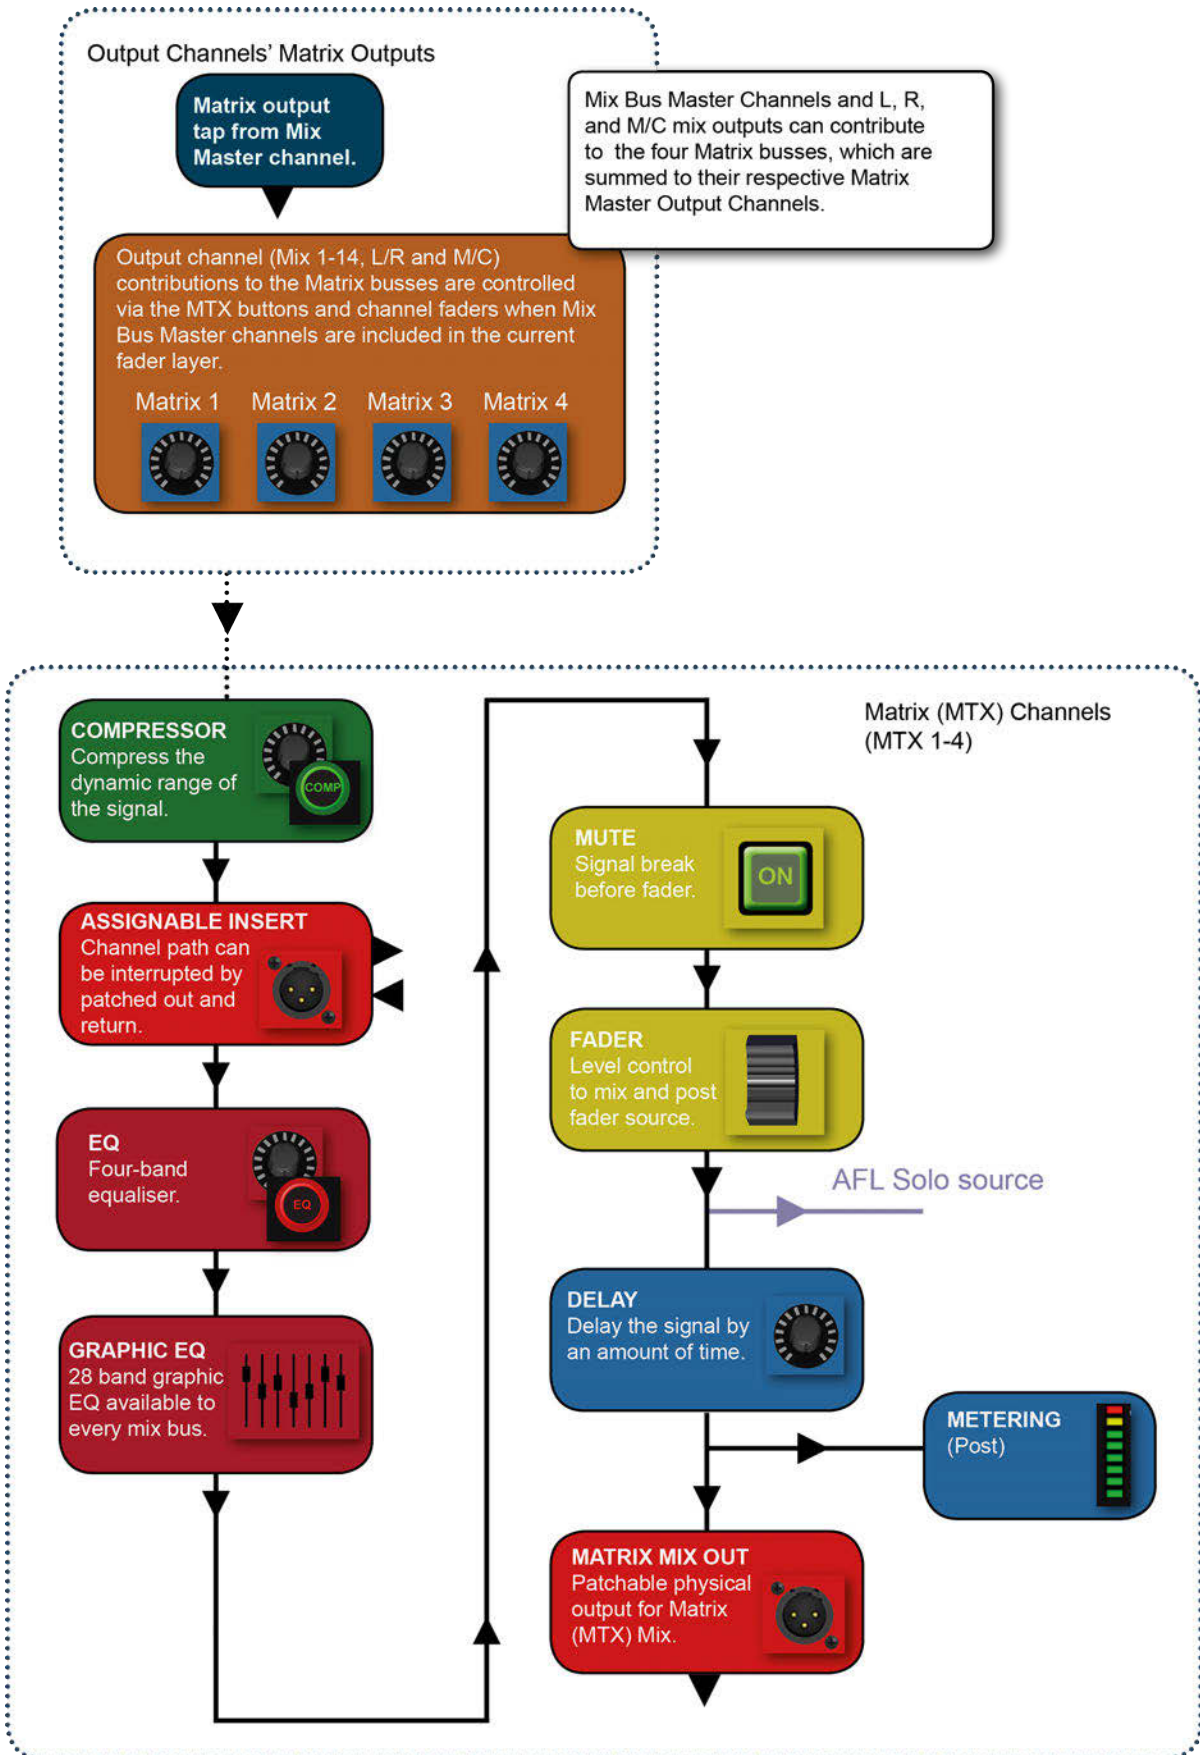 Output Channels’ Matrix Outputs
Matrix output
tap from Mix
Master channel.
Mix Bus Master Channels and L, R,
and M/C mix outputs can contribute
to the four Matrix busses, which are
summed to their respective Matrix
Master Output Channels.
Output channel (Mix 1-14, L/R and M/C)
contributions to the Matrix busses are controlled
via the MTX buttons and channel faders when Mix
Bus Master channels are included in the current
fader layer.
Matrix 1 Matrix 2 Matrix 3 Matrix 4
Matrix (MTX) Channels
(MTX 1-4)
COMPRESSOR
Compress the
dynamic range of
the signal.
COMP
ASSIGNABLE INSERT
Channel path can
be interrupted by
patched out and
return.
EQ
Four-band
equaliser.
EQ
GRAPHIC EQ
28 band graphic
EQ available to
every mix bus.
MUTE
Signal break
before fader.
ON
FADER
Level control
to mix and post
fader source.
AFL Solo source
DELAY
Delay the signal by
an amount of time.
METERING
(Post)
MATRIX MIX OUT
Patchable physical
output for Matrix
(MTX) Mix.